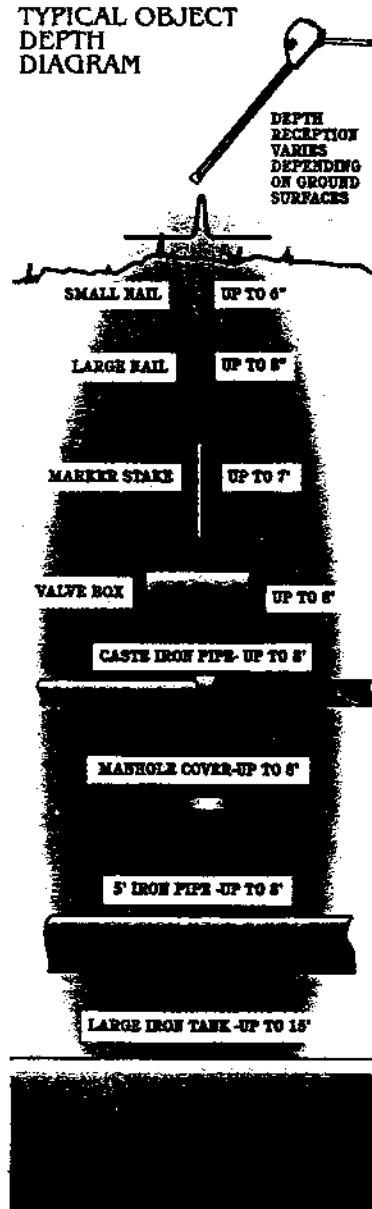 TYPICAL OBJECT
DEPTH
DIAGRAM
DEPTH
RECEPTION
VARIES
DEPENDING
ON GROUND
SURFACES
SMALL NAIL UP TO 6"
LARGE NAIL UP TO 8"
MARKER STAKE UP TO 7'
VALVE BOX UP TO 8'
CASTE IRON PIPE- UP TO 8'
MANHOLE COVER-UP TO 8'
5' IRON PIPE -UP TO 8'
LARGE IRON TANK -UP TO 15'